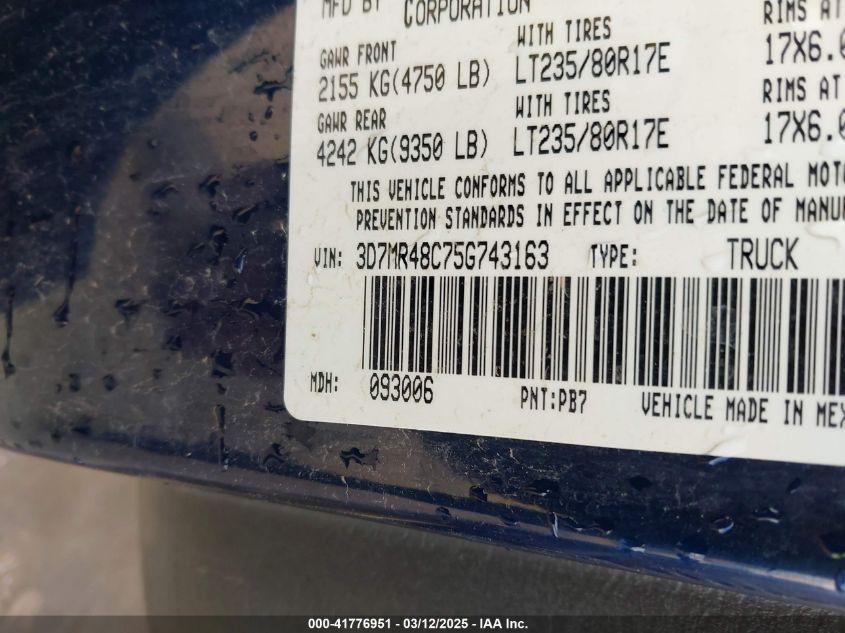 MFD BY CORPORATION RIMS AT
GAWR FRONT WITH TIRES 17X6.0
2155 KG(4750 LB) LT235/80R17E
GAWR REAR WITH TIRES RIMS AT
4242 KG(9350 LB) LT235/80R17E 17X6.0
THIS VEHICLE CONFORMS TO ALL APPLICABLE FEDERAL MOTO
PREVENTION STANDARDS IN EFFECT ON THE DATE OF MANU
VIN: 3D7MR48C75G743163 TYPE: TRUCK
MDH: 093006 PNT:PB7 VEHICLE MADE IN MEX
000-41776951 - 03/12/2025 - IAA Inc.